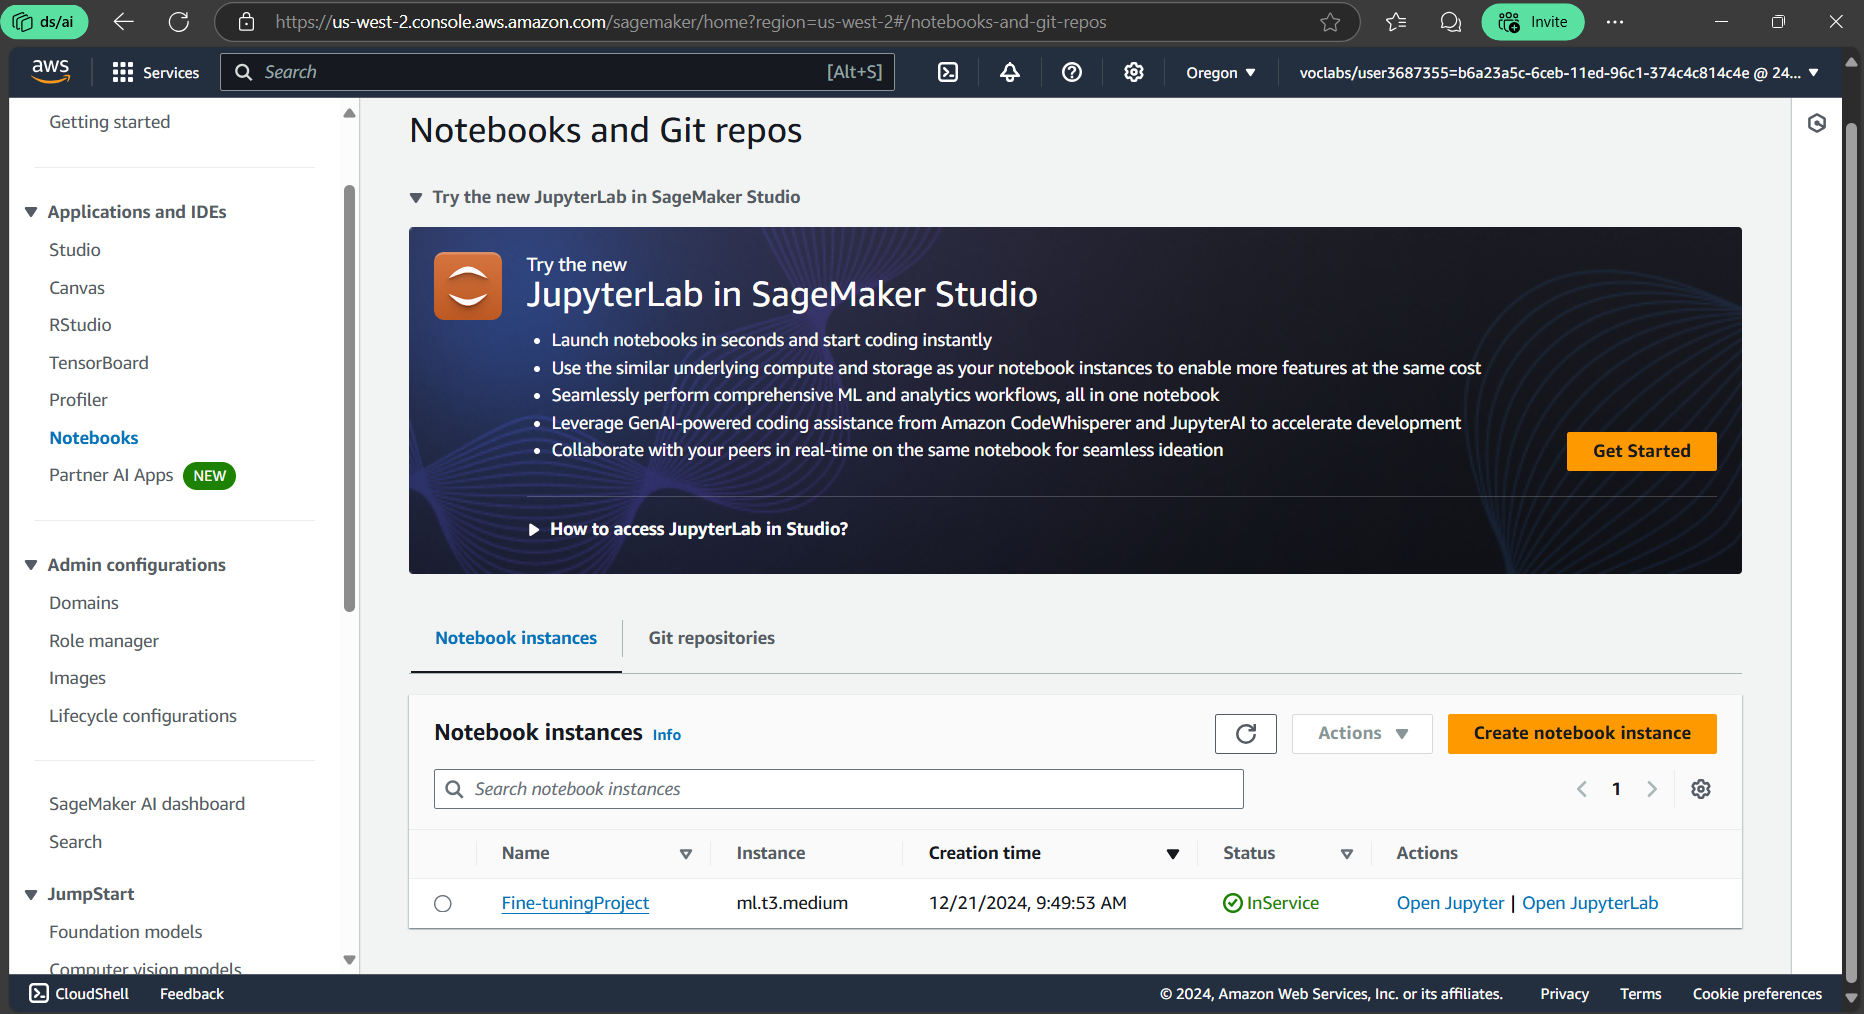 ds/ai
https://us-west-2.console.aws.amazon.com/sagemaker/home?region=us-west-2#/notebooks-and-git-repos
Invite
aws
Services
Search
[Alt+S]
Oregon
voclabs/user3687355=b6a23a5c-6ceb-11ed-96c1-374c4c814c4e @ 24...
Getting started
Applications and IDEs
Studio
Canvas
RStudio
TensorBoard
Profiler
Notebooks
Partner AI Apps NEW
Admin configurations
Domains
Role manager
Images
Lifecycle configurations
SageMaker AI dashboard
Search
JumpStart
Foundation models
Computer vision models
Notebooks and Git repos
Try the new JupyterLab in SageMaker Studio
Try the new
JupyterLab in SageMaker Studio
• Launch notebooks in seconds and start coding instantly
• Use the similar underlying compute and storage as your notebook instances to enable more features at the same cost
• Seamlessly perform comprehensive ML and analytics workflows, all in one notebook
• Leverage GenAI-powered coding assistance from Amazon CodeWhisperer and JupyterAI to accelerate development
• Collaborate with your peers in real-time on the same notebook for seamless ideation
Get Started
How to access JupyterLab in Studio?
Notebook instances
Git repositories
Notebook instances Info
Actions
Create notebook instance
Search notebook instances
1
Name Instance Creation time Status Actions
Fine-tuningProject ml.t3.medium 12/21/2024, 9:49:53 AM InService Open Jupyter | Open JupyterLab
CloudShell Feedback © 2024, Amazon Web Services, Inc. or its affiliates. Privacy Terms Cookie preferences